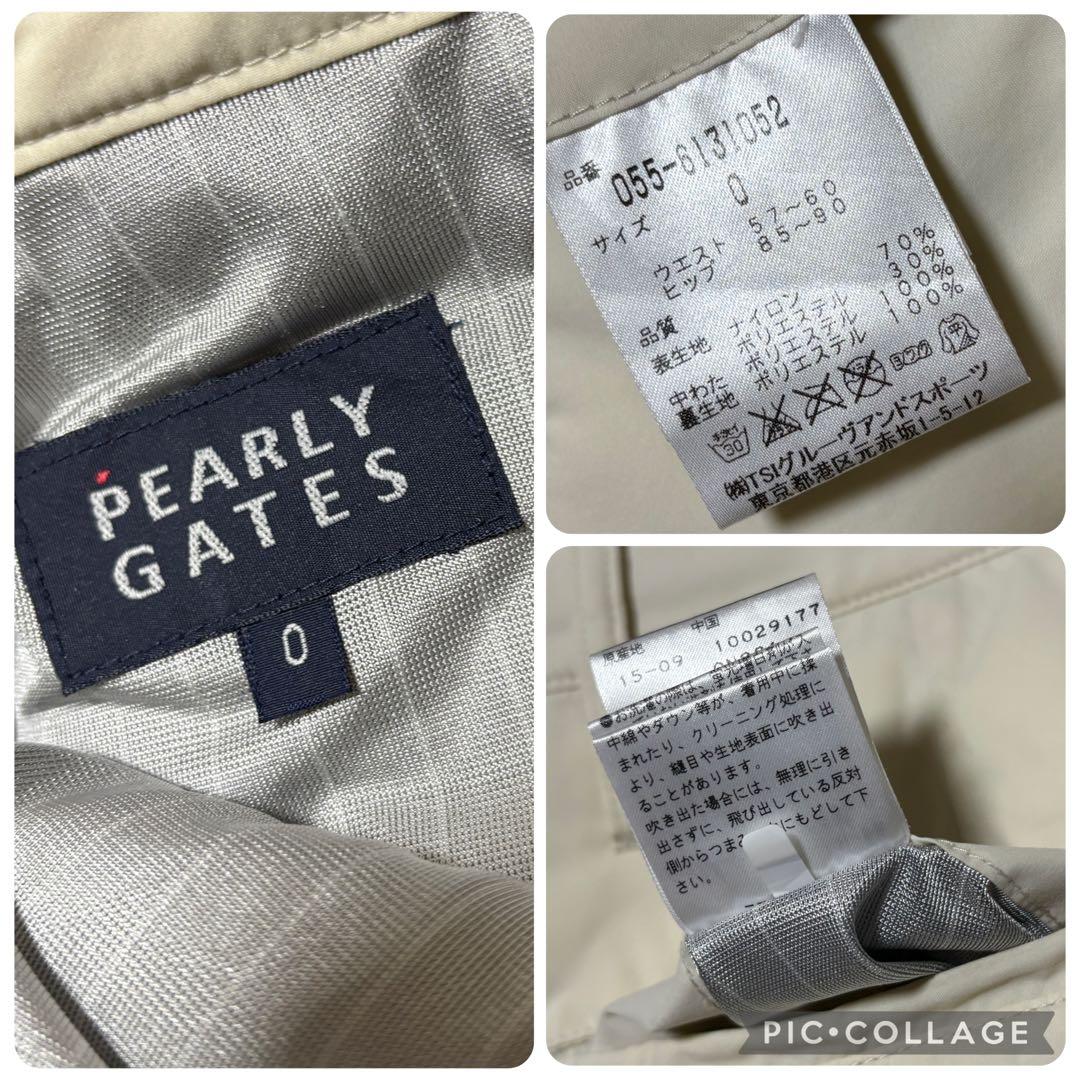 PEARLY
GATES
0
品番 055-6131052
サイズ 0
ウエスト 57～60
ヒップ 85～90
品質
表生地 ナイロン 70%
ポリエステル 30%
中わた ポリエステル 100%
裏生地 ポリエステル 100%
手洗イ 30 ヨワク 平
㈱TSIグルーヴアンドスポーツ
東京都港区元赤坂1-5-12
原産地 中国
15-09 10029177
中綿やダウン等が、着用中に揉
まれたり、クリーニング処理に
より、縫目や生地表面に吹き出
ることがあります。
吹き出た場合には、無理に引き
出さずに、飛び出している反対
側からつま にもどして下
さい。
PIC•COLLAGE